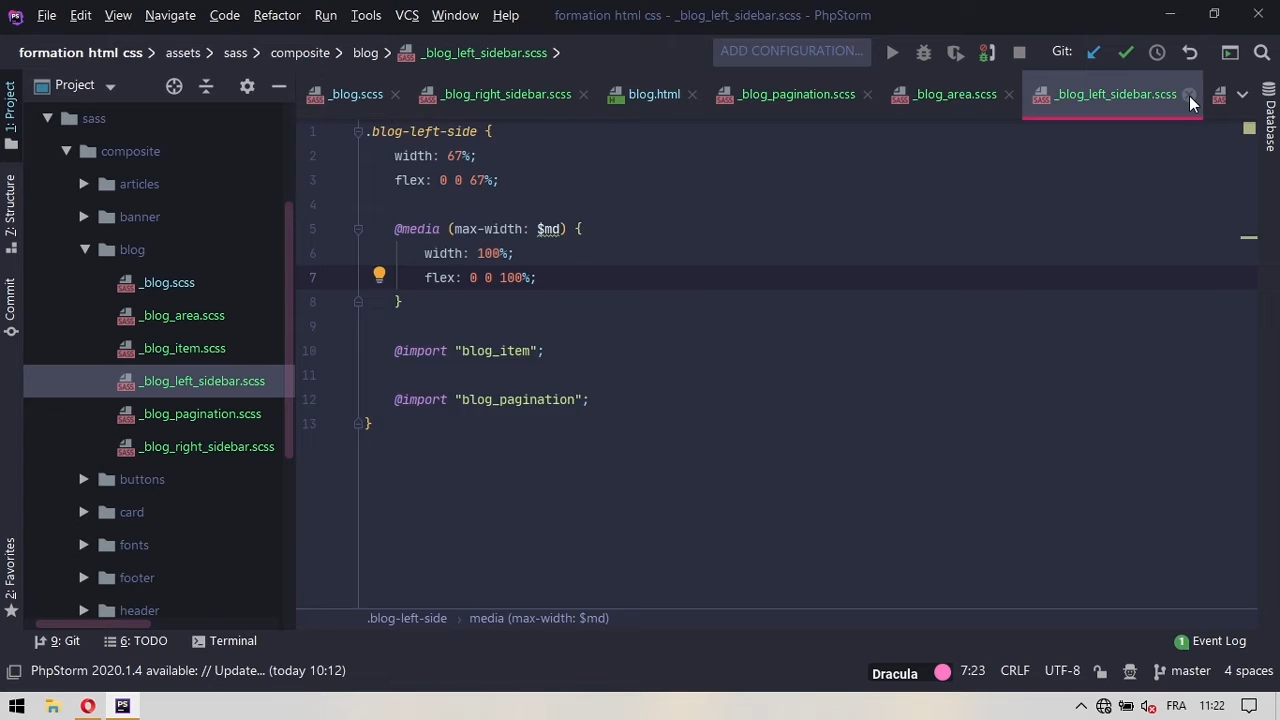 File Edit View Navigate Code Refactor Run Tools VCS Window Help formation html css - _blog_left_sidebar.scss - PhpStorm
formation html css assets sass composite blog _blog_left_sidebar.scss ADD CONFIGURATION... Git:
1: Project
Project
_blog.scss _blog_right_sidebar.scss blog.html _blog_pagination.scss _blog_area.scss _blog_left_sidebar.scss
Database
7: Structure
Commit
2: Favorites
sass
composite
articles
banner
blog
_blog.scss
_blog_area.scss
_blog_item.scss
_blog_left_sidebar.scss
_blog_pagination.scss
_blog_right_sidebar.scss
buttons
card
fonts
footer
header
1 .blog-left-side {
2 width: 67%;
3 flex: 0 0 67%;
4
5 @media (max-width: $md) {
6 width: 100%;
7 flex: 0 0 100%;
8 }
9
10 @import "blog_item";
11
12 @import "blog_pagination";
13 }
.blog-left-side media (max-width: $md)
9: Git 6: TODO Terminal 1 Event Log
PhpStorm 2020.1.4 available: // Update... (today 10:12) Dracula 7:23 CRLF UTF-8 master 4 spaces
PS FRA 11:22